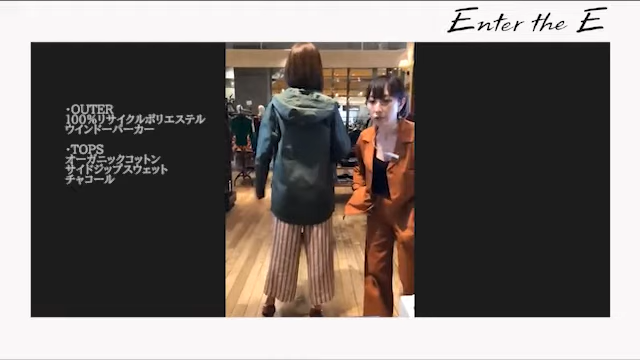 Enter the E
・OUTER
100%リサイクルポリエステル
ウインドーパーカー
・TOPS
オーガニックコットン
サイドジップスウェット
チャコール